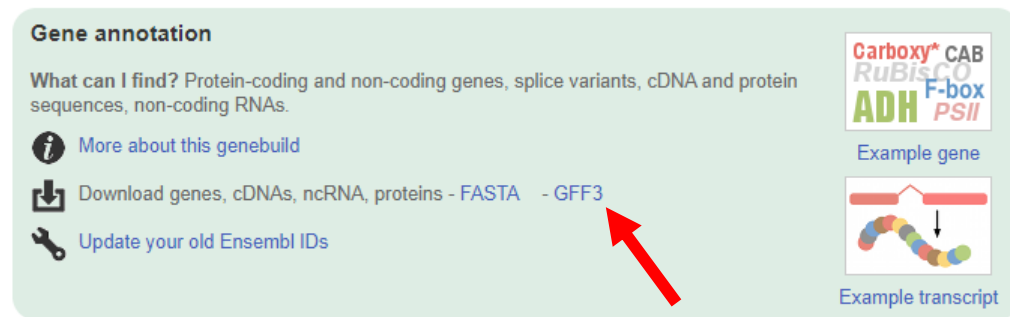 Gene annotation
What can I find? Protein-coding and non-coding genes, splice variants, cDNA and protein
sequences, non-coding RNAs.
More about this genebuild
Download genes, cDNAs, ncRNA, proteins - FASTA - GFF3
Update your old Ensembl IDs
Carboxy* CAB
RuBisCO
ADH F-box
PSII
Example gene
Example transcript